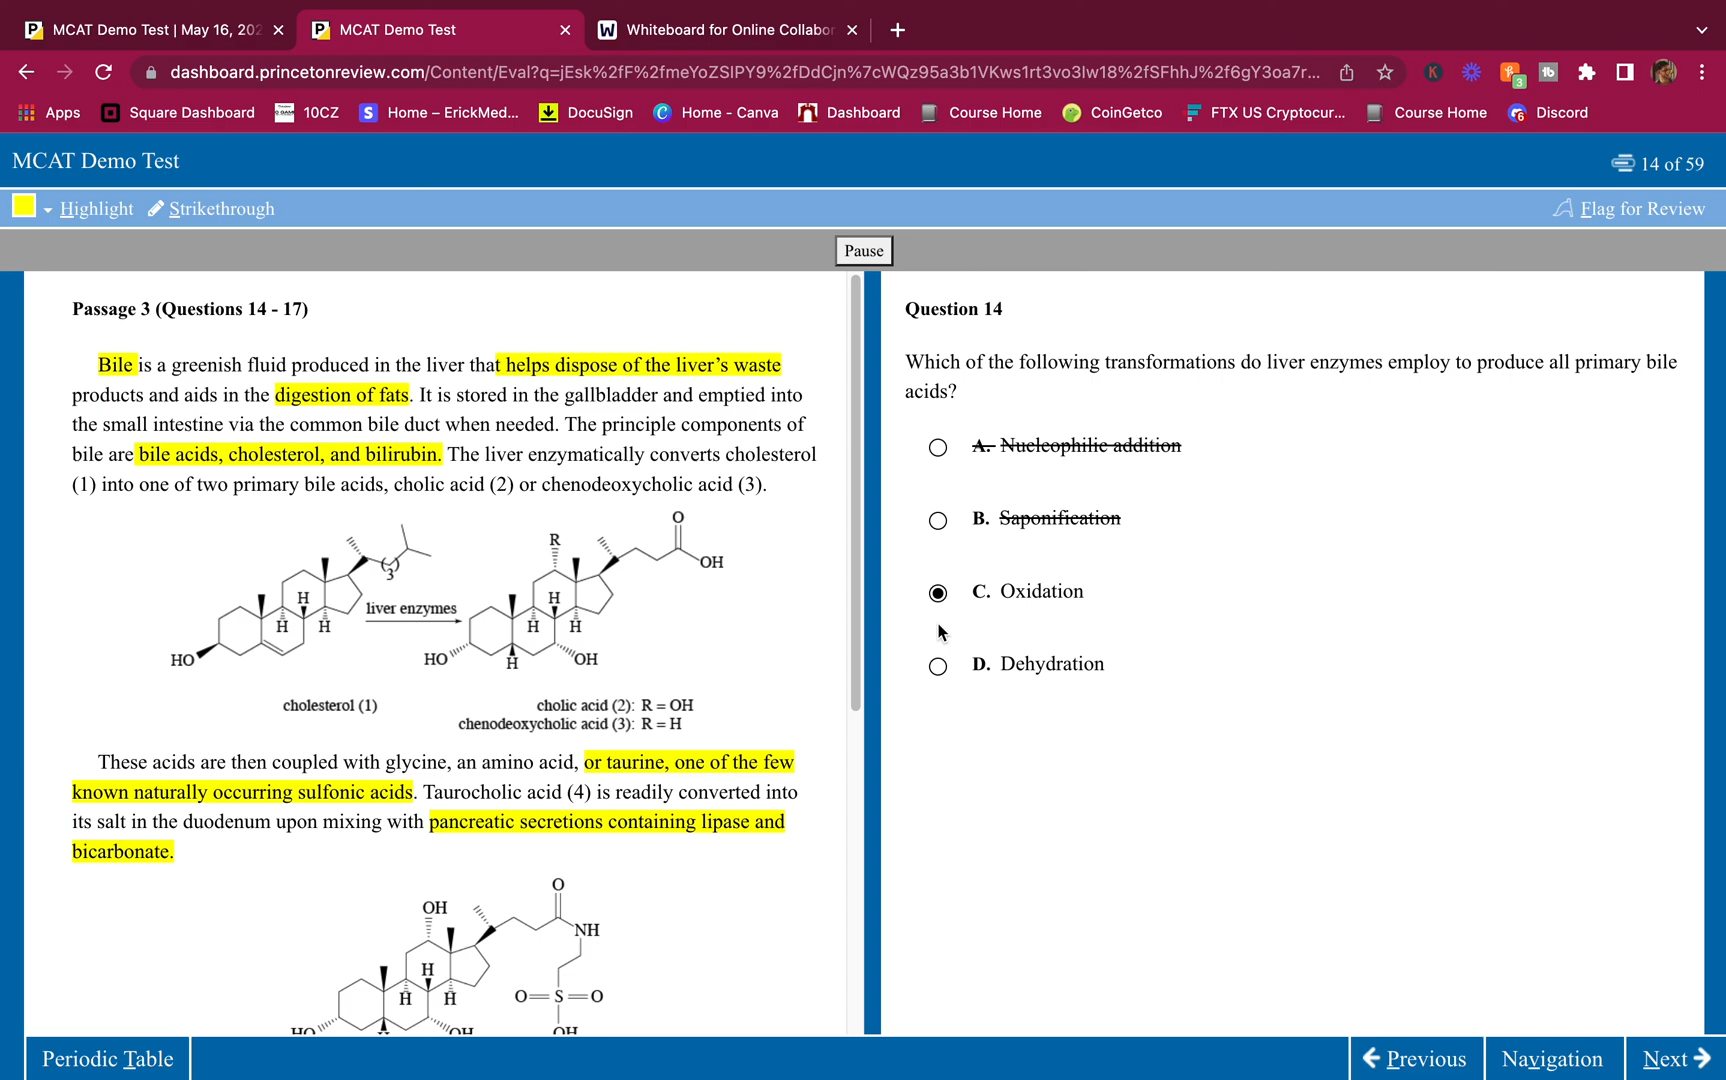 MCAT Demo Test | May 16, 202
MCAT Demo Test
Whiteboard for Online Collabor
dashboard.princetonreview.com/Content/Eval?q=jEsk%2fF%2fmeYoZSIPY9%2fDdCjn%7cWQz95a3b1VKws1rt3vo3lw18%2fSFhhJ%2f6gY3oa7r...
Apps
Square Dashboard
10CZ
Home – ErickMed...
DocuSign
Home - Canva
Dashboard
Course Home
CoinGetco
FTX US Cryptocur...
Course Home
Discord
MCAT Demo Test
14 of 59
Highlight
Strikethrough
Flag for Review
Pause
Passage 3 (Questions 14 - 17)
Bile is a greenish fluid produced in the liver that helps dispose of the liver’s waste
products and aids in the digestion of fats. It is stored in the gallbladder and emptied into
the small intestine via the common bile duct when needed. The principle components of
bile are bile acids, cholesterol, and bilirubin. The liver enzymatically converts cholesterol
(1) into one of two primary bile acids, cholic acid (2) or chenodeoxycholic acid (3).
3
H
H
H
HO
liver enzymes
R
O
OH
H
H
H
HO
H
OH
cholesterol (1)
cholic acid (2): R = OH
chenodeoxycholic acid (3): R = H
These acids are then coupled with glycine, an amino acid, or taurine, one of the few
known naturally occurring sulfonic acids. Taurocholic acid (4) is readily converted into
its salt in the duodenum upon mixing with pancreatic secretions containing lipase and
bicarbonate.
O
OH
NH
H
H
H
O=S=O
HO
H
OH
OH
Question 14
Which of the following transformations do liver enzymes employ to produce all primary bile
acids?
A. Nucleophilic addition
B. Saponification
C. Oxidation
D. Dehydration
Periodic Table
Previous
Navigation
Next